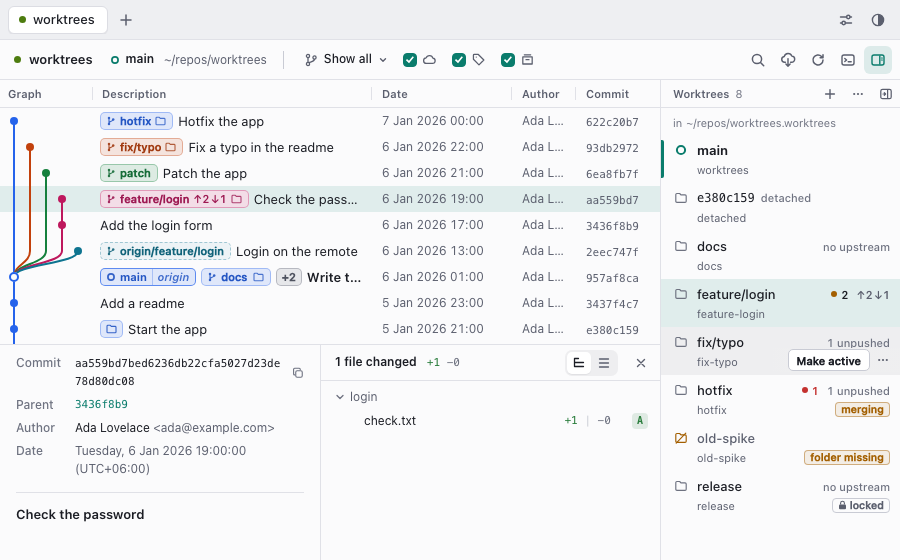 worktrees
worktrees main ~/repos/worktrees Show all
Graph Description Date Author Commit
hotfix Hotfix the app 7 Jan 2026 00:00 Ada L... 622c20b7
fix/typo Fix a typo in the readme 6 Jan 2026 22:00 Ada L... 93db2972
patch Patch the app 6 Jan 2026 21:00 Ada L... 6ea8fb7f
feature/login ↑2↓1 Check the pass... 6 Jan 2026 19:00 Ada L... aa559bd7
Add the login form 6 Jan 2026 17:00 Ada L... 3436f8b9
origin/feature/login Login on the remote 6 Jan 2026 13:00 Ada L... 2eec747f
main origin docs +2 Write t... 6 Jan 2026 01:00 Ada L... 957af8ca
Add a readme 5 Jan 2026 23:00 Ada L... 3437f4c7
Start the app 5 Jan 2026 21:00 Ada L... e380c159
Commit aa559bd7bed6236db22cfa5027d23de
78d80dc08
Parent 3436f8b9
Author Ada Lovelace <ada@example.com>
Date Tuesday, 6 Jan 2026 19:00:00
(UTC+06:00)
Check the password
1 file changed +1 −0
login
check.txt +1 −0 A
Worktrees 8
in ~/repos/worktrees.worktrees
main
worktrees
e380c159 detached
detached
docs no upstream
docs
feature/login 2 ↑2↓1
feature-login
fix/typo 1 unpushed
fix-typo Make active
hotfix 1 1 unpushed
hotfix merging
old-spike
old-spike folder missing
release no upstream
release locked